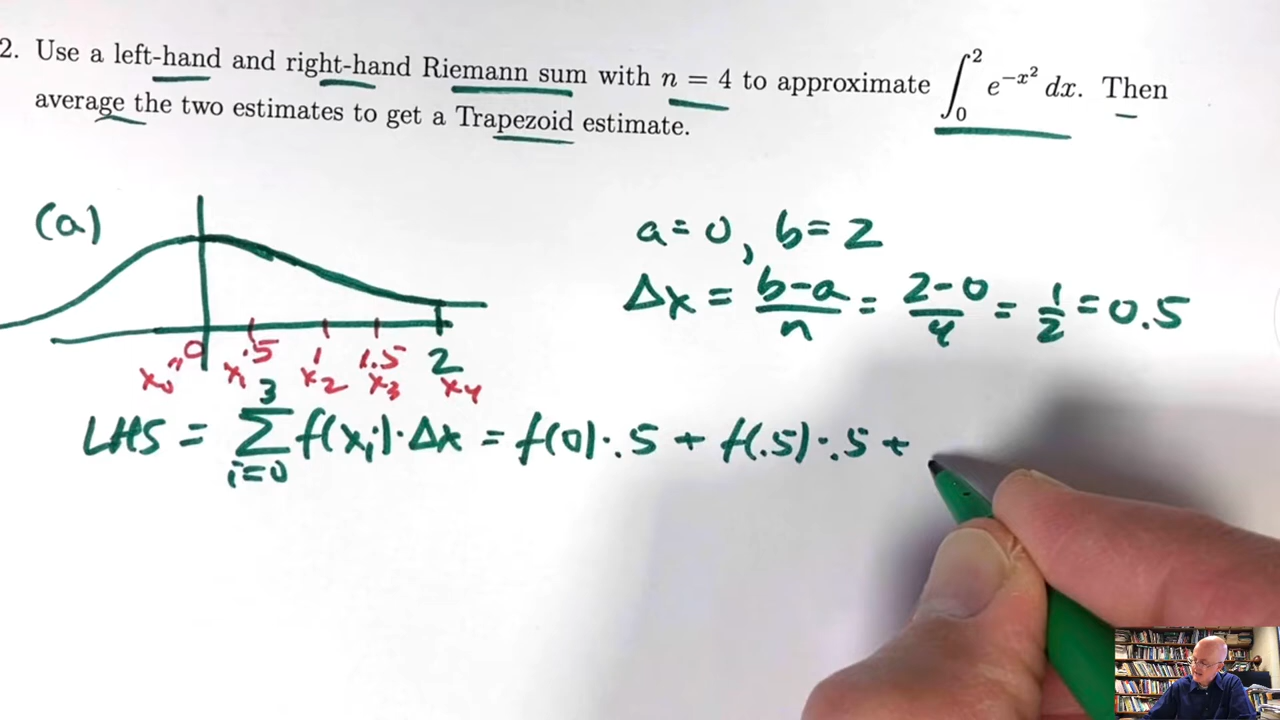 2. Use a left-hand and right-hand Riemann sum with n = 4 to approximate ∫₀² e^{-x²} dx. Then
average the two estimates to get a Trapezoid estimate.
(a)
a=0, b=2
Δx = (b-a)/n = (2-0)/4 = 1/2 = 0.5
0 .5 1 1.5 2
x₀ x₁ x₂ x₃ x₄
LHS = ∑_{i=0}^{3} f(xᵢ)·Δx = f(0)·.5 + f(.5)·.5 +